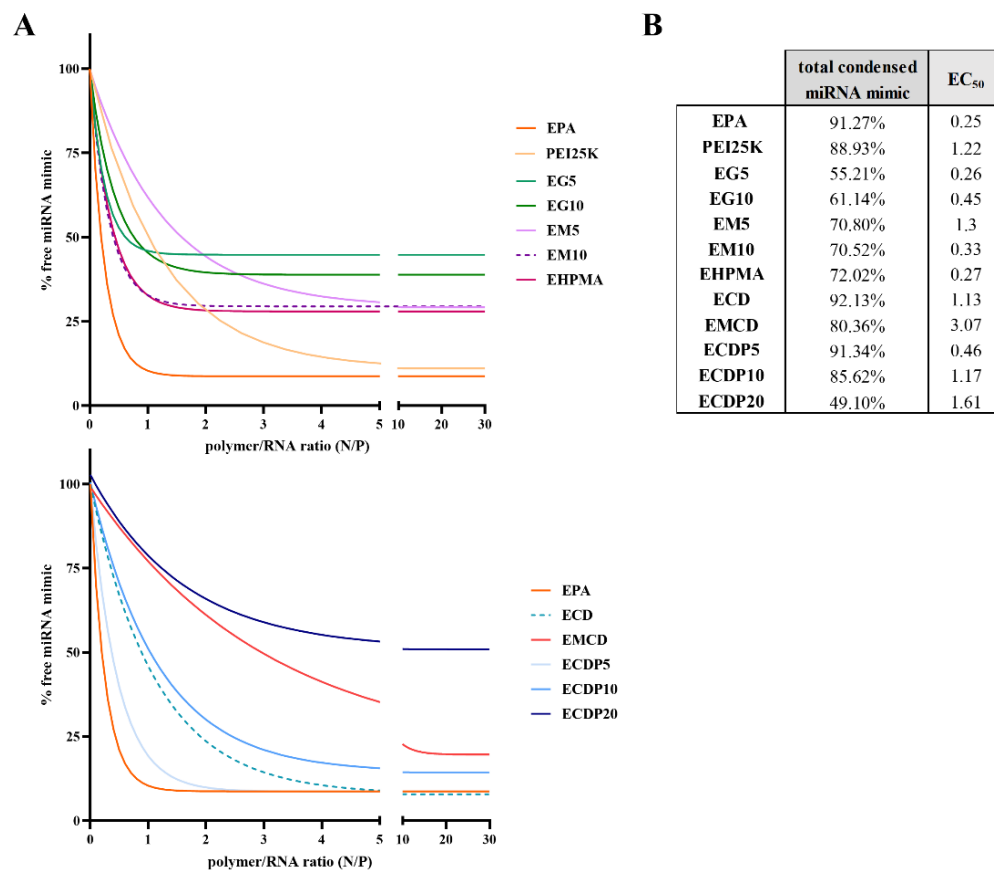 A
% free miRNA mimic
100
75
50
25
0
0 1 2 3 4 5 10 20 30
polymer/RNA ratio (N/P)
EPA
PEI25K
EG5
EG10
EM5
EM10
EHPMA
% free miRNA mimic
100
75
50
25
0
0 1 2 3 4 5 10 20 30
polymer/RNA ratio (N/P)
EPA
ECD
EMCD
ECDP5
ECDP10
ECDP20
B
total condensed
miRNA mimic EC50
EPA 91.27% 0.25
PEI25K 88.93% 1.22
EG5 55.21% 0.26
EG10 61.14% 0.45
EM5 70.80% 1.3
EM10 70.52% 0.33
EHPMA 72.02% 0.27
ECD 92.13% 1.13
EMCD 80.36% 3.07
ECDP5 91.34% 0.46
ECDP10 85.62% 1.17
ECDP20 49.10% 1.61